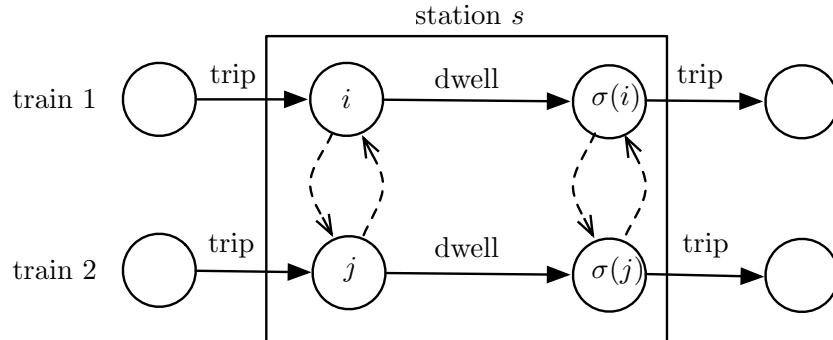 station s
trip dwell trip
train 1 i σ(i)
trip dwell trip
train 2 j σ(j)